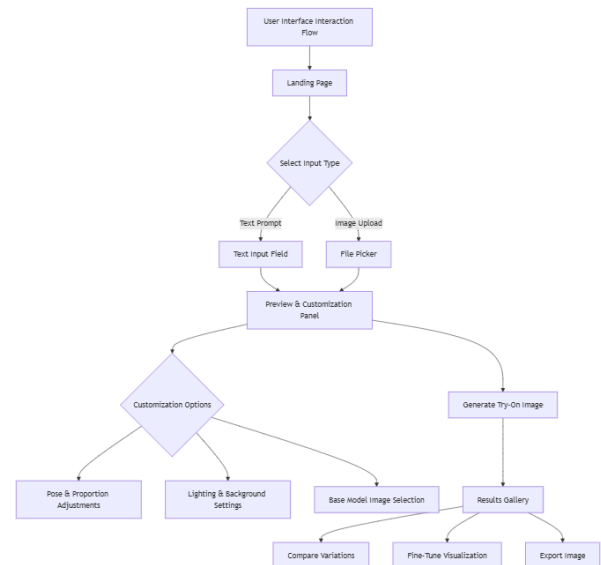 User Interface Interaction
Flow
Landing Page
Select Input Type
Text Prompt
Image Upload
Text Input Field
File Picker
Preview & Customization
Panel
Customization Options
Generate Try-On Image
Pose & Proportion
Adjustments
Lighting & Background
Settings
Base Model Image Selection
Results Gallery
Compare Variations
Fine-Tune Visualization
Export Image